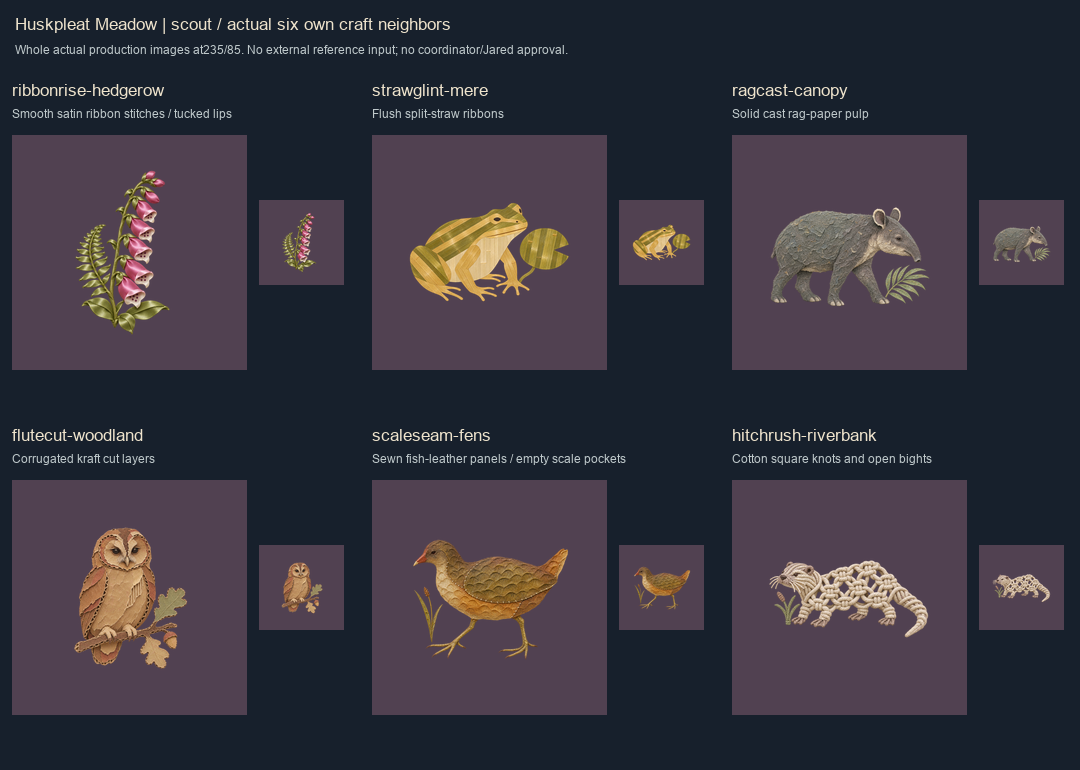 Huskpleat Meadow | scout / actual six own craft neighbors
Whole actual production images at235/85. No external reference input; no coordinator/Jared approval.
ribbonrise-hedgerow
Smooth satin ribbon stitches / tucked lips
strawglint-mere
Flush split-straw ribbons
ragcast-canopy
Solid cast rag-paper pulp
flutecut-woodland
Corrugated kraft cut layers
scaleseam-fens
Sewn fish-leather panels / empty scale pockets
hitchrush-riverbank
Cotton square knots and open bights